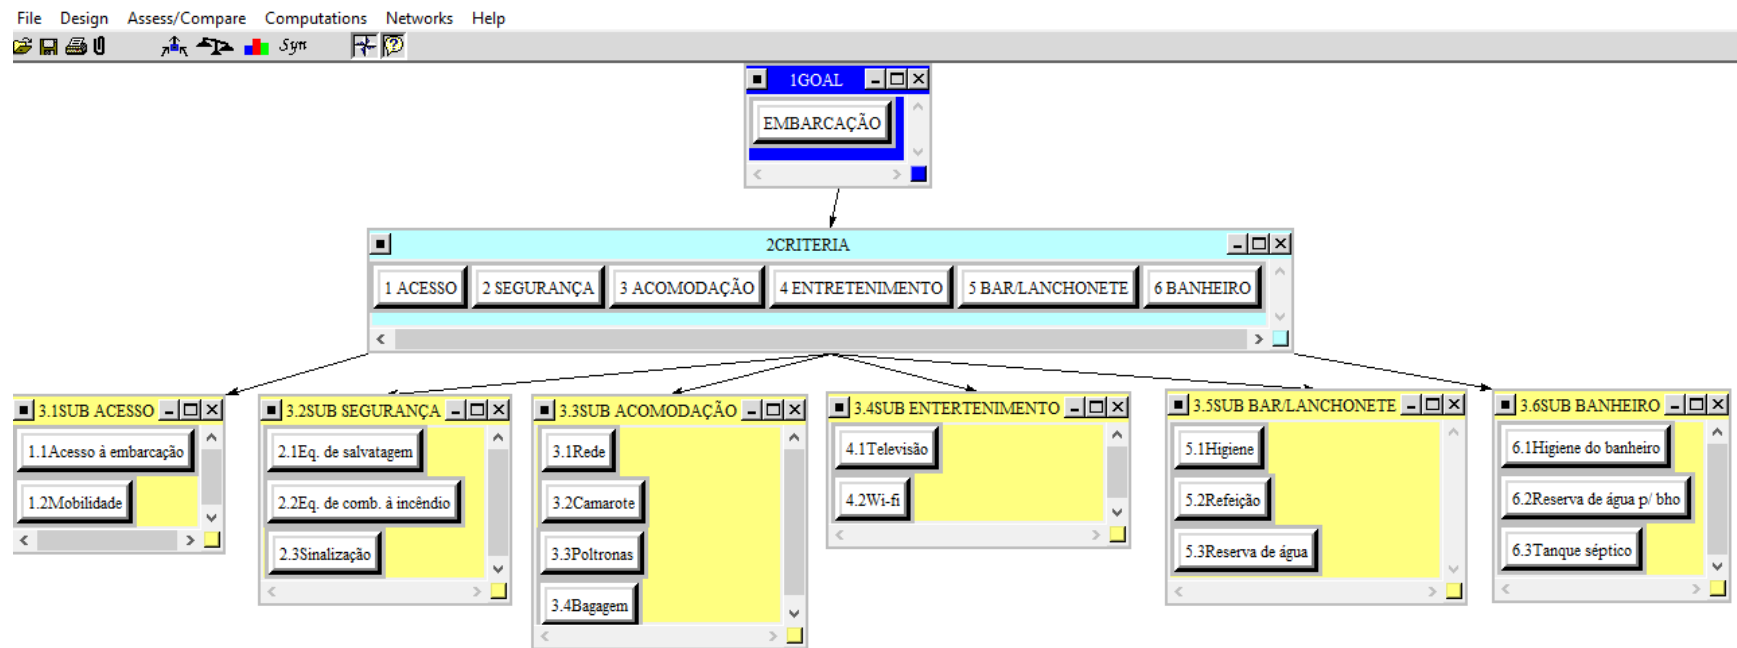 File Design Assess/Compare Computations Networks Help
Syn
1GOAL
EMBARCAÇÃO
2CRITERIA
1 ACESSO 2 SEGURANÇA 3 ACOMODAÇÃO 4 ENTRETENIMENTO 5 BAR/LANCHONETE 6 BANHEIRO
3.1SUB ACESSO
1.1Acesso à embarcação
1.2Mobilidade
3.2SUB SEGURANÇA
2.1Eq. de salvatagem
2.2Eq. de comb. à incêndio
2.3Sinalização
3.3SUB ACOMODAÇÃO
3.1Rede
3.2Camarote
3.3Poltronas
3.4Bagagem
3.4SUB ENTERTENIMENTO
4.1Televisão
4.2Wi-fi
3.5SUB BAR/LANCHONETE
5.1Higiene
5.2Refeição
5.3Reserva de água
3.6SUB BANHEIRO
6.1Higiene do banheiro
6.2Reserva de água p/ bho
6.3Tanque séptico